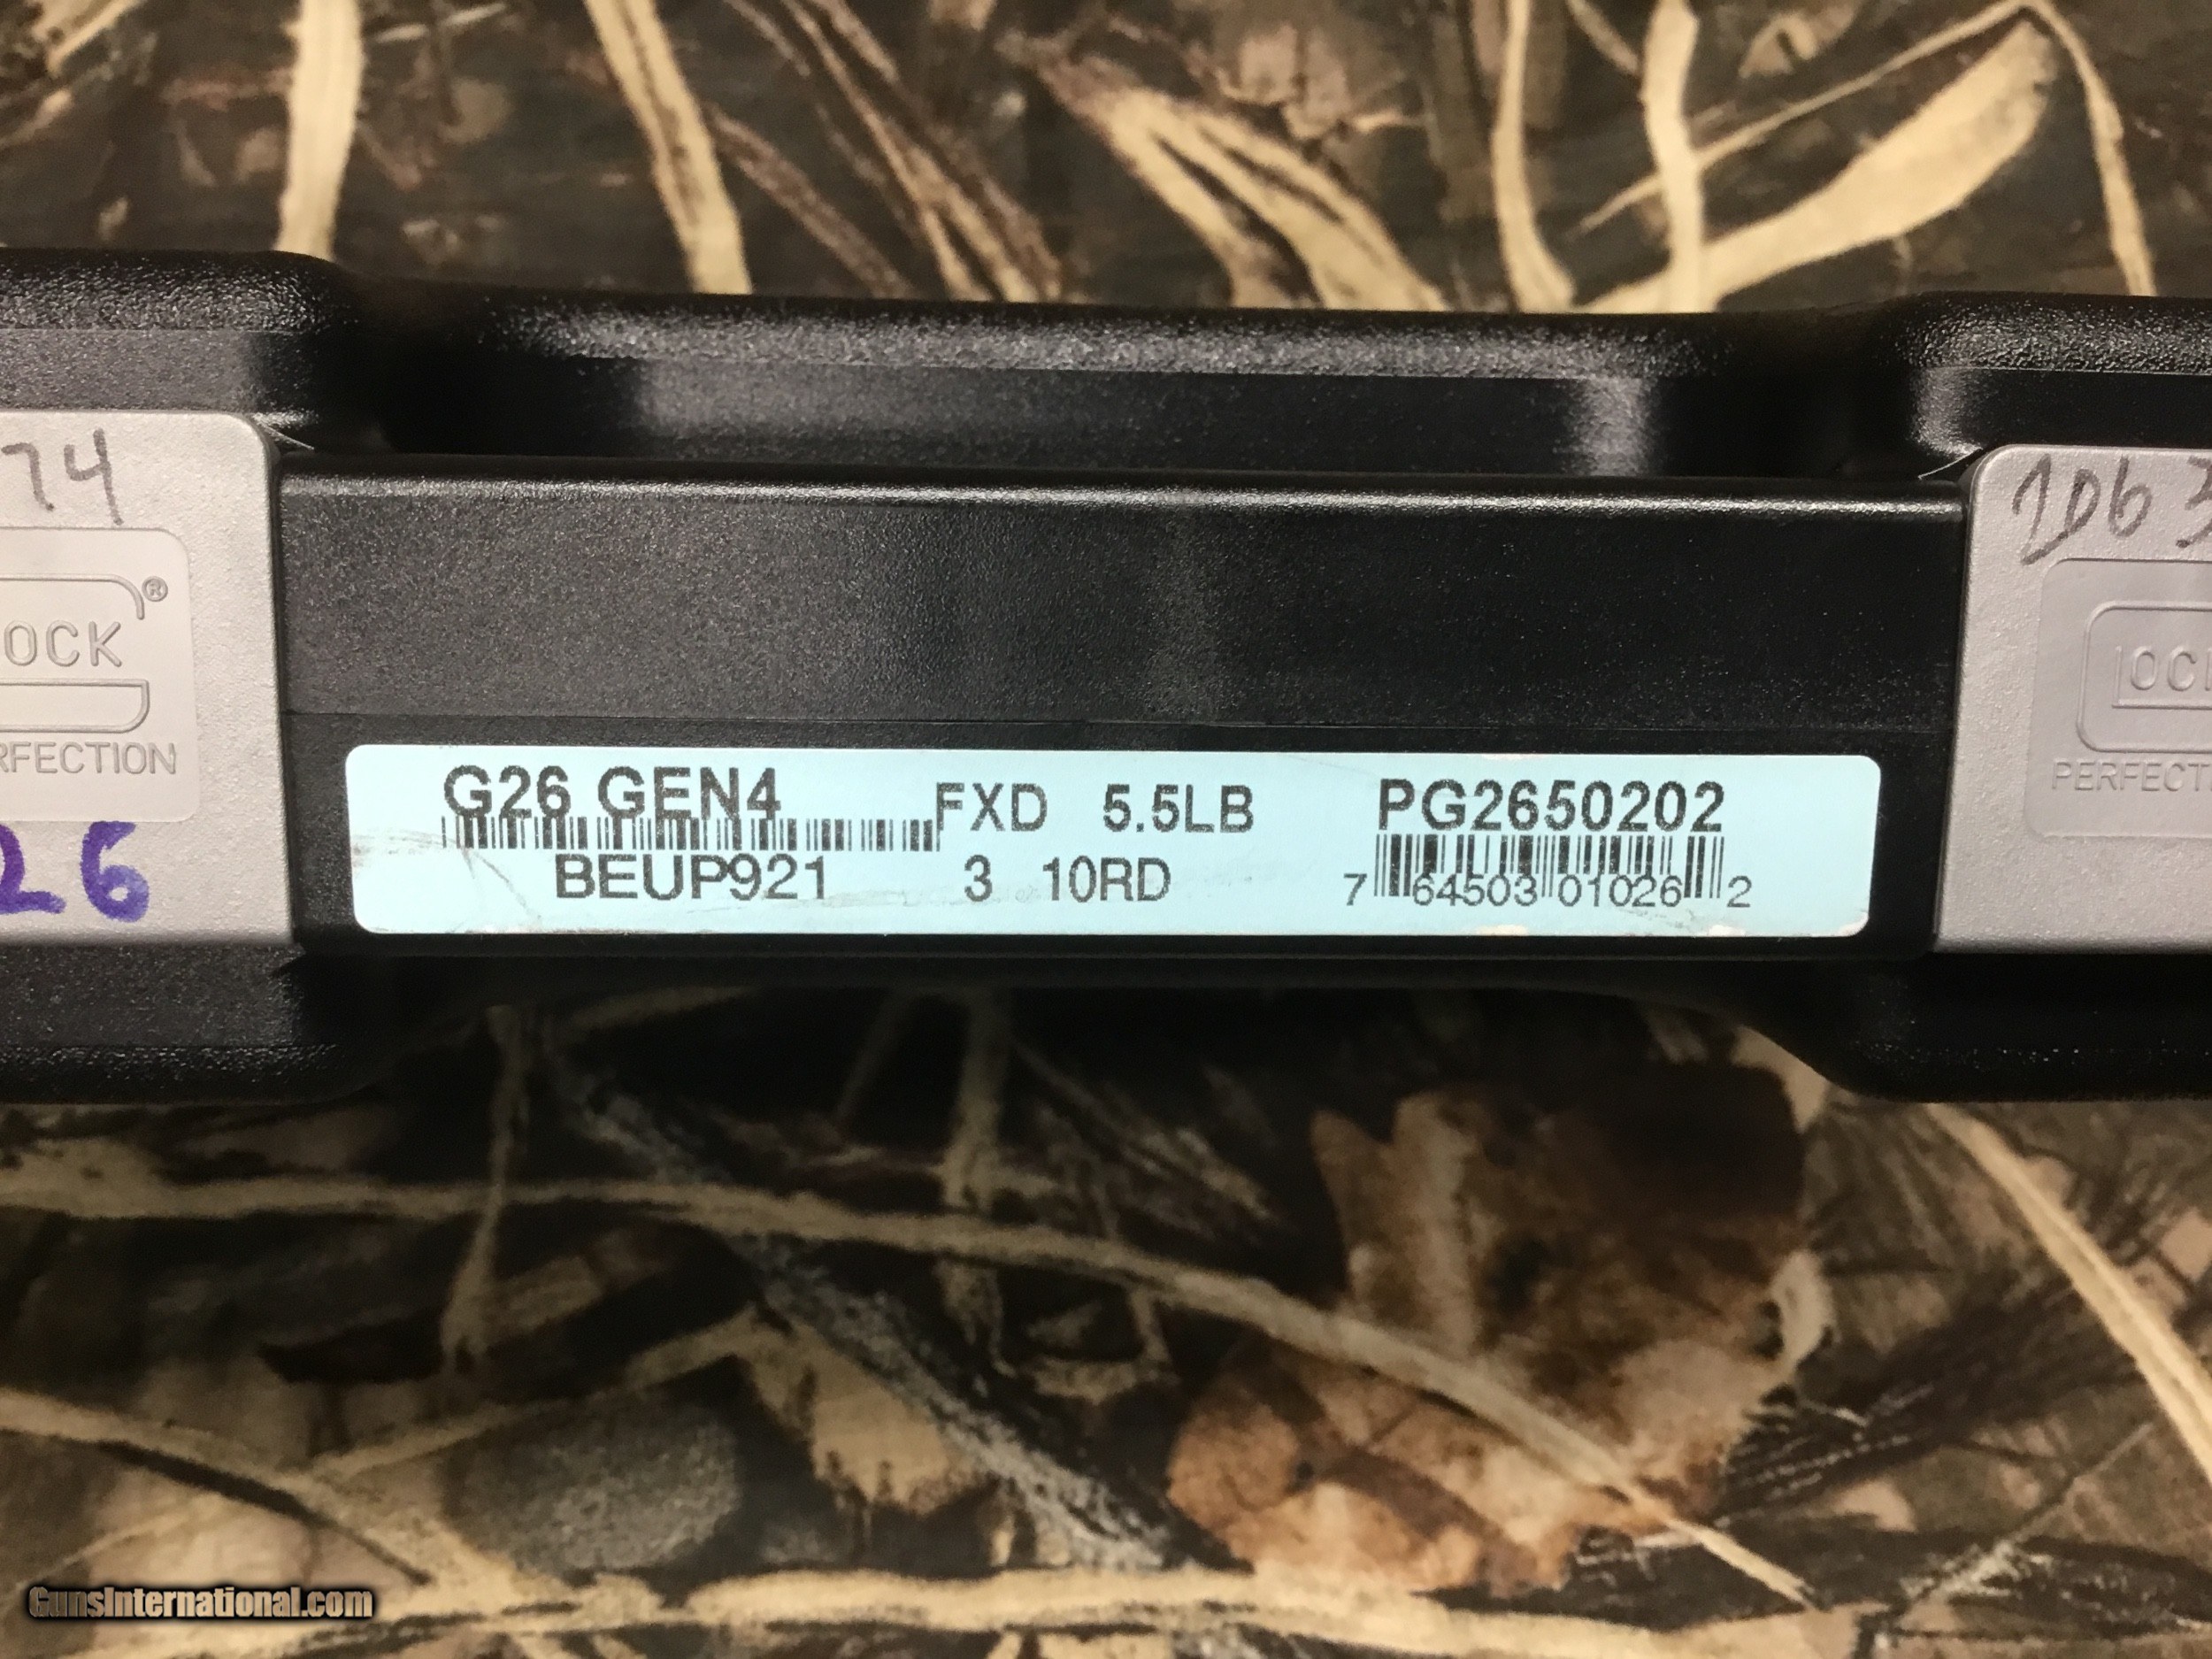 74
OCK®
RFECTION
26
G26 GEN4 FXD 5.5LB PG2650202
BEUP921 3 10RD 7 64503 01026 2
OCK
PERFECT
GunsInternational.com